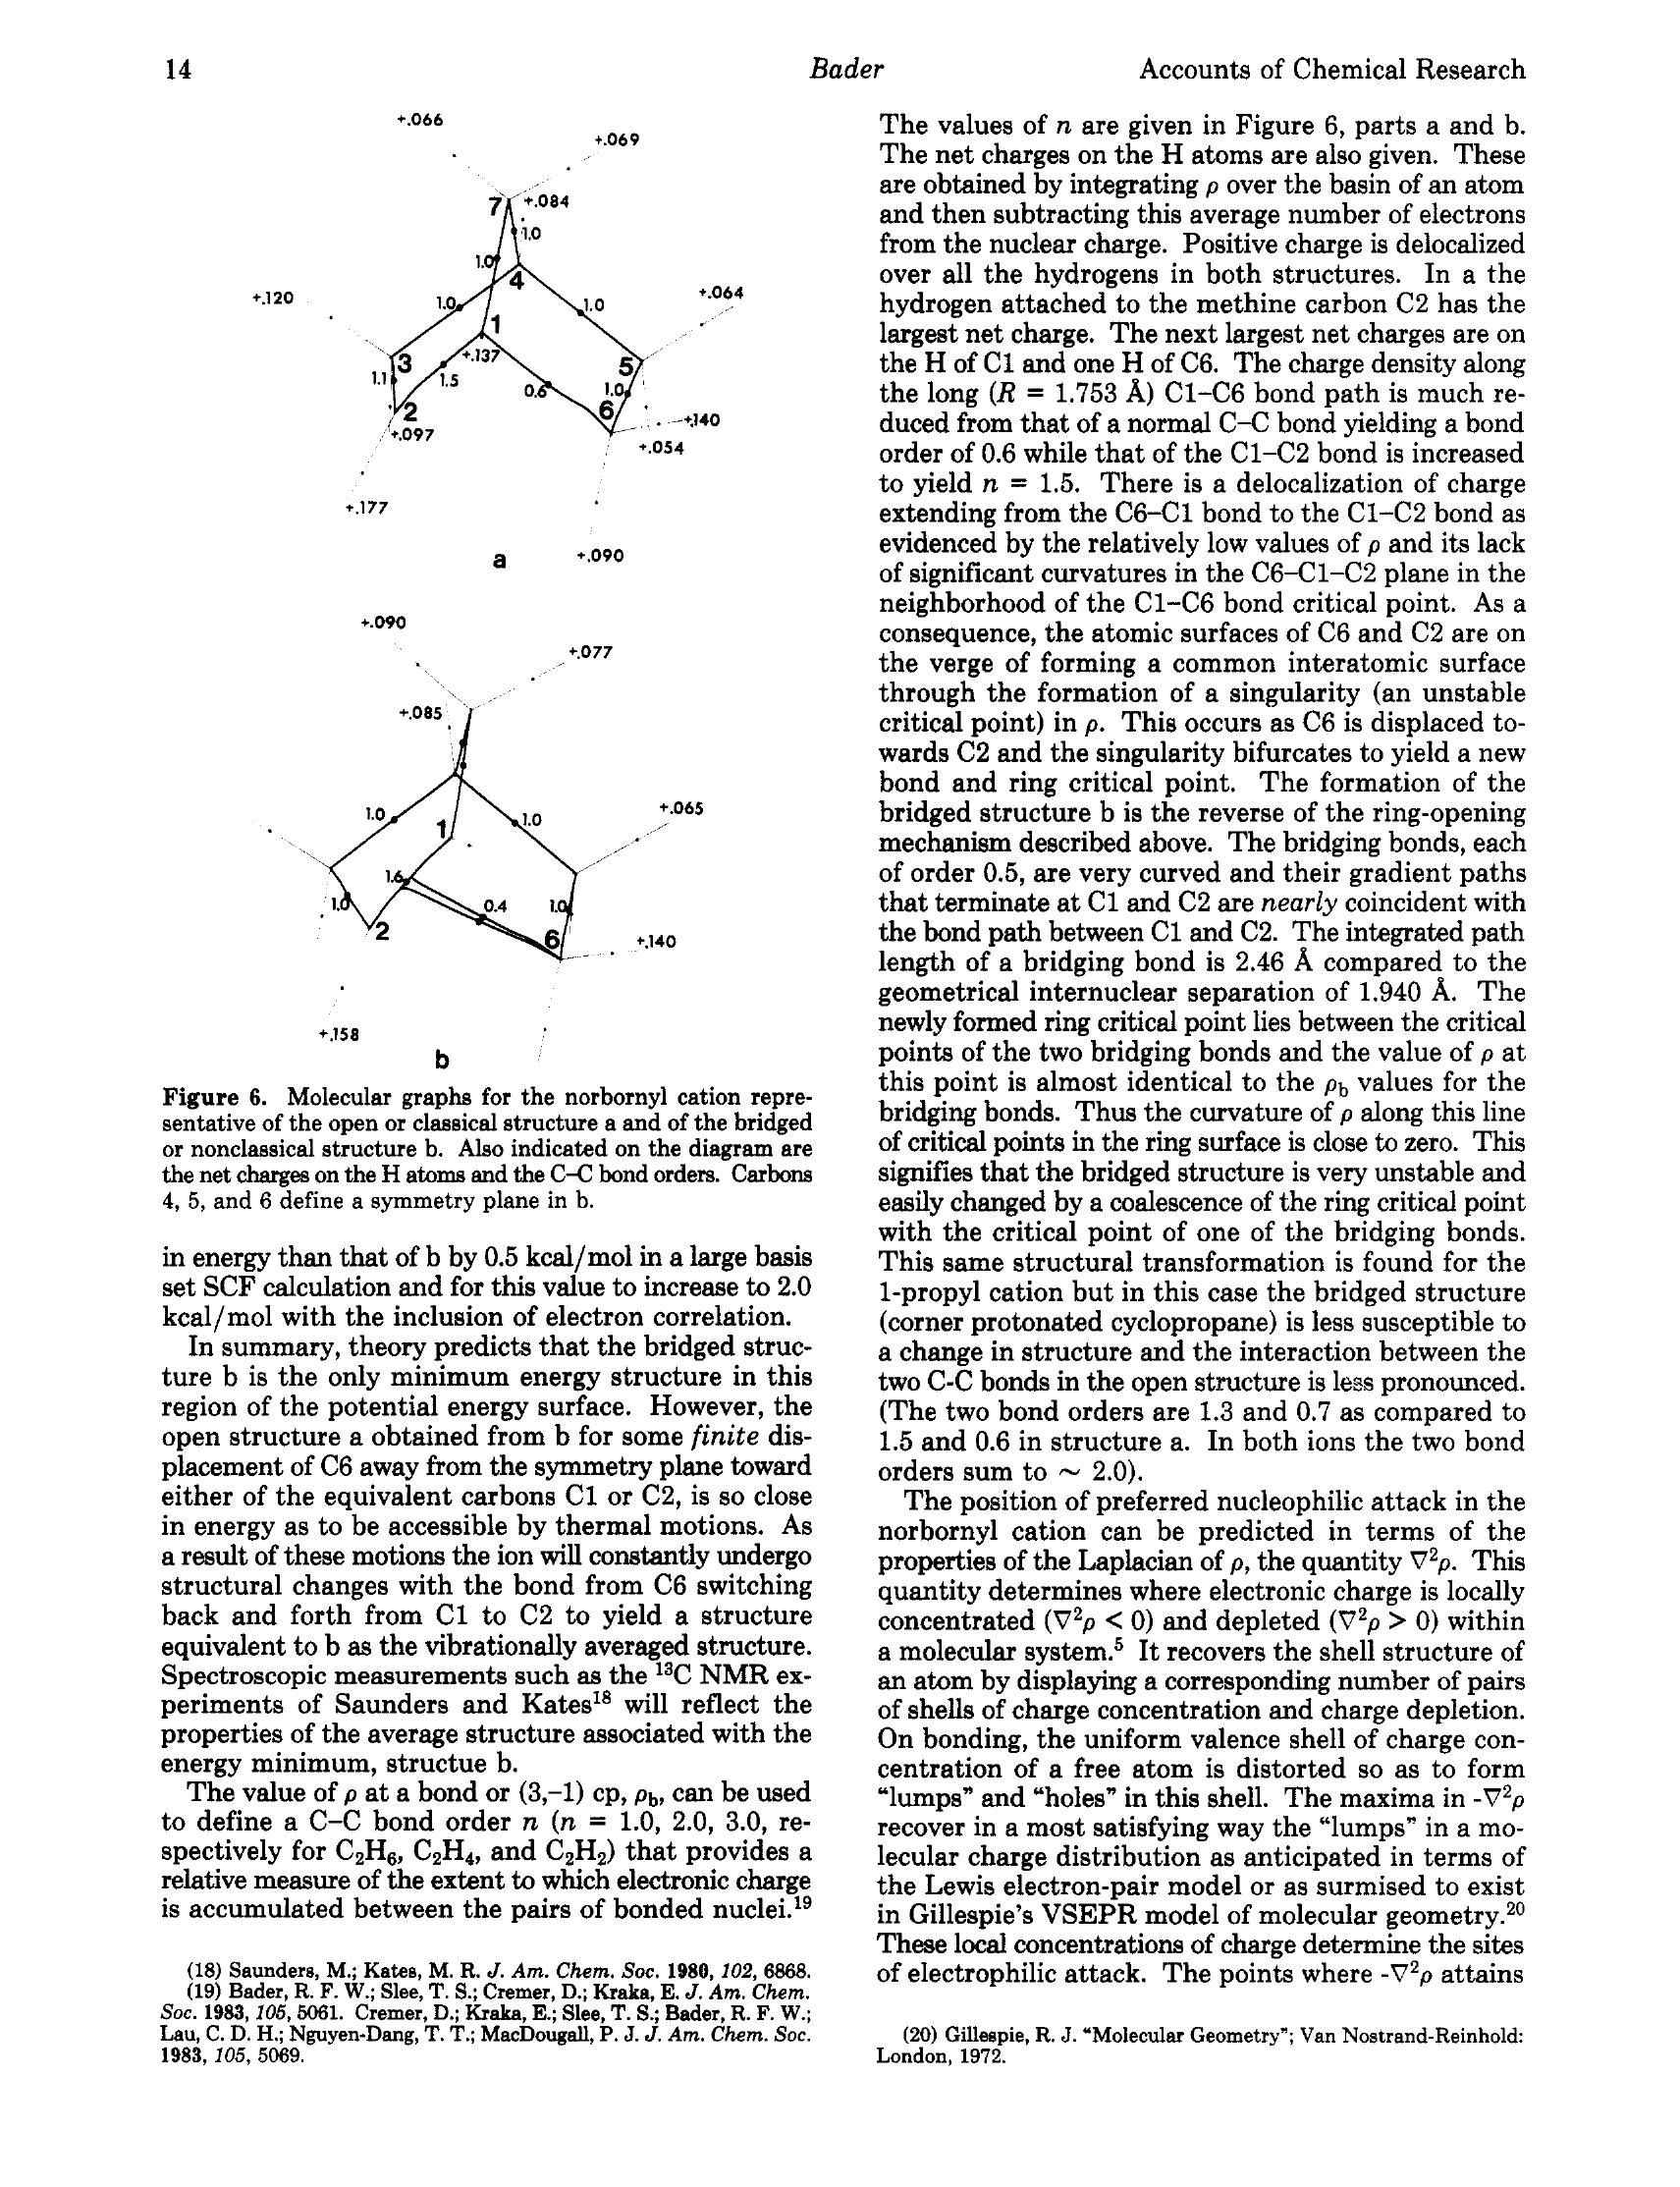 14
Bader
Accounts of Chemical Research
+.066
+.069
7
+.084
1.0
1.0
4
+.120
1.0
1.0
+.064
1
3
+.137
5
1.1
1.5
0.6
1.0
2
6
+.140
+.097
+.054
+.177
a
+.090
+.090
+.077
+.085
1.0
1.0
+.065
1
1.6
1.0
0.4
1.0
2
6
+.140
+.158
b
Figure 6. Molecular graphs for the norbornyl cation repre-
sentative of the open or classical structure a and of the bridged
or nonclassical structure b. Also indicated on the diagram are
the net charges on the H atoms and the C–C bond orders. Carbons
4, 5, and 6 define a symmetry plane in b.
in energy than that of b by 0.5 kcal/mol in a large basis
set SCF calculation and for this value to increase to 2.0
kcal/mol with the inclusion of electron correlation.
In summary, theory predicts that the bridged struc-
ture b is the only minimum energy structure in this
region of the potential energy surface. However, the
open structure a obtained from b for some finite dis-
placement of C6 away from the symmetry plane toward
either of the equivalent carbons C1 or C2, is so close
in energy as to be accessible by thermal motions. As
a result of these motions the ion will constantly undergo
structural changes with the bond from C6 switching
back and forth from C1 to C2 to yield a structure
equivalent to b as the vibrationally averaged structure.
Spectroscopic measurements such as the ¹³C NMR ex-
periments of Saunders and Kates¹⁸ will reflect the
properties of the average structure associated with the
energy minimum, structue b.
The value of ρ at a bond or (3,-1) cp, ρb, can be used
to define a C–C bond order n (n = 1.0, 2.0, 3.0, re-
spectively for C₂H₆, C₂H₄, and C₂H₂) that provides a
relative measure of the extent to which electronic charge
is accumulated between the pairs of bonded nuclei.¹⁹
(18) Saunders, M.; Kates, M. R. J. Am. Chem. Soc. 1980, 102, 6868.
(19) Bader, R. F. W.; Slee, T. S.; Cremer, D.; Kraka, E. J. Am. Chem.
Soc. 1983, 105, 5061. Cremer, D.; Kraka, E.; Slee, T. S.; Bader, R. F. W.;
Lau, C. D. H.; Nguyen-Dang, T. T.; MacDougall, P. J. J. Am. Chem. Soc.
1983, 105, 5069.
The values of n are given in Figure 6, parts a and b.
The net charges on the H atoms are also given. These
are obtained by integrating ρ over the basin of an atom
and then subtracting this average number of electrons
from the nuclear charge. Positive charge is delocalized
over all the hydrogens in both structures. In a the
hydrogen attached to the methine carbon C2 has the
largest net charge. The next largest net charges are on
the H of C1 and one H of C6. The charge density along
the long (R = 1.753 Å) C1–C6 bond path is much re-
duced from that of a normal C–C bond yielding a bond
order of 0.6 while that of the C1–C2 bond is increased
to yield n = 1.5. There is a delocalization of charge
extending from the C6–C1 bond to the C1–C2 bond as
evidenced by the relatively low values of ρ and its lack
of significant curvatures in the C6–C1–C2 plane in the
neighborhood of the C1–C6 bond critical point. As a
consequence, the atomic surfaces of C6 and C2 are on
the verge of forming a common interatomic surface
through the formation of a singularity (an unstable
critical point) in ρ. This occurs as C6 is displaced to-
wards C2 and the singularity bifurcates to yield a new
bond and ring critical point. The formation of the
bridged structure b is the reverse of the ring-opening
mechanism described above. The bridging bonds, each
of order 0.5, are very curved and their gradient paths
that terminate at C1 and C2 are nearly coincident with
the bond path between C1 and C2. The integrated path
length of a bridging bond is 2.46 Å compared to the
geometrical internuclear separation of 1.940 Å. The
newly formed ring critical point lies between the critical
points of the two bridging bonds and the value of ρ at
this point is almost identical to the ρb values for the
bridging bonds. Thus the curvature of ρ along this line
of critical points in the ring surface is close to zero. This
signifies that the bridged structure is very unstable and
easily changed by a coalescence of the ring critical point
with the critical point of one of the bridging bonds.
This same structural transformation is found for the
1-propyl cation but in this case the bridged structure
(corner protonated cyclopropane) is less susceptible to
a change in structure and the interaction between the
two C-C bonds in the open structure is less pronounced.
(The two bond orders are 1.3 and 0.7 as compared to
1.5 and 0.6 in structure a. In both ions the two bond
orders sum to ~ 2.0).
The position of preferred nucleophilic attack in the
norbornyl cation can be predicted in terms of the
properties of the Laplacian of ρ, the quantity ∇²ρ. This
quantity determines where electronic charge is locally
concentrated (∇²ρ < 0) and depleted (∇²ρ > 0) within
a molecular system.⁵ It recovers the shell structure of
an atom by displaying a corresponding number of pairs
of shells of charge concentration and charge depletion.
On bonding, the uniform valence shell of charge con-
centration of a free atom is distorted so as to form
“lumps” and “holes” in this shell. The maxima in -∇²ρ
recover in a most satisfying way the “lumps” in a mo-
lecular charge distribution as anticipated in terms of
the Lewis electron-pair model or as surmised to exist
in Gillespie's VSEPR model of molecular geometry.²⁰
These local concentrations of charge determine the sites
of electrophilic attack. The points where -∇²ρ attains
(20) Gillespie, R. J. “Molecular Geometry”; Van Nostrand-Reinhold:
London, 1972.